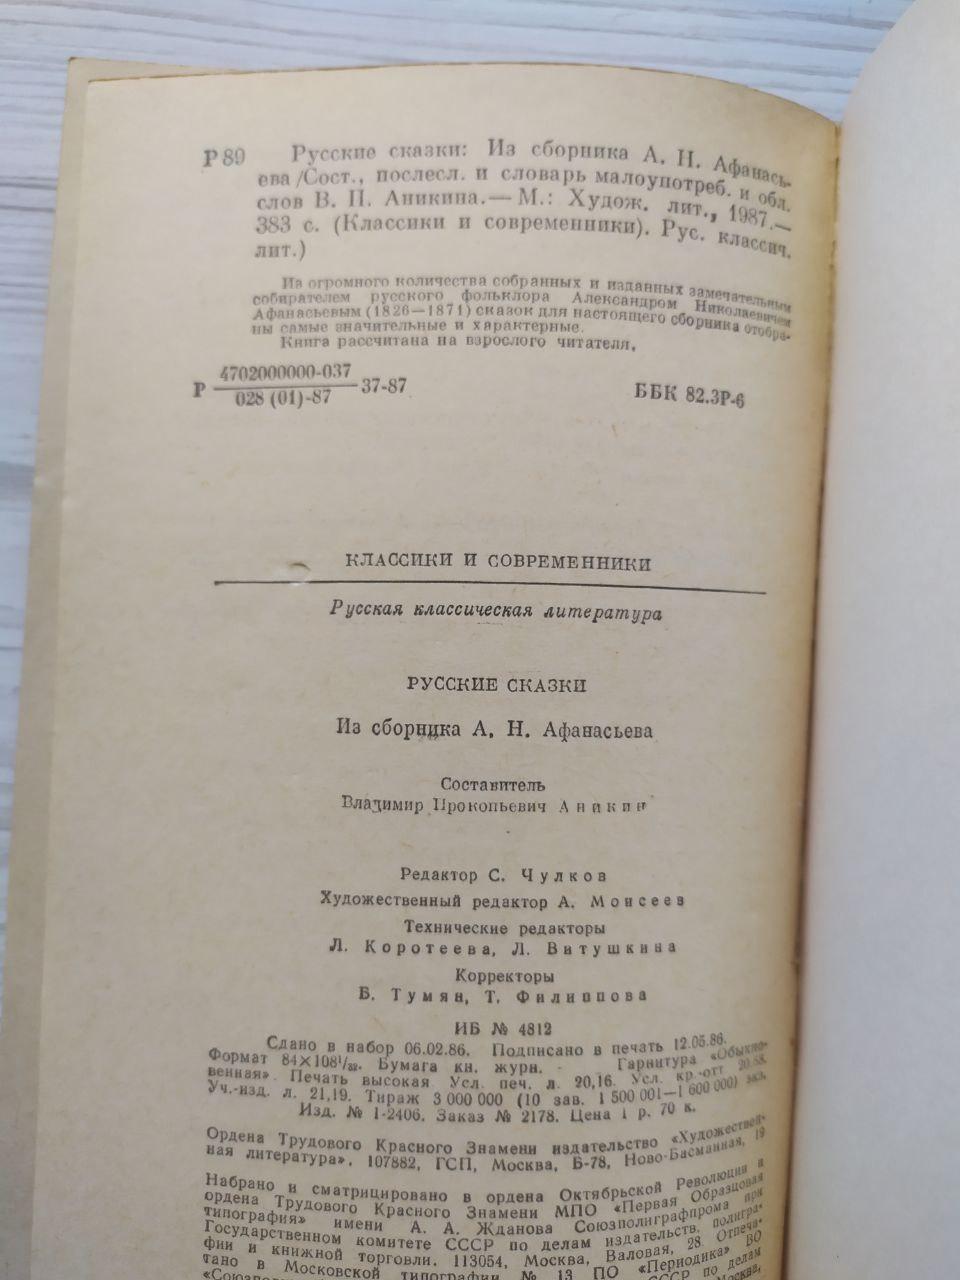 Р89 Русские сказки: Из сборника А. Н. Афанась-
ева /Сост., послесл. и словарь малоупотреб. и обл.
слов В. П. Аникина. — М.: Худож. лит., 1987. —
383 с. (Классики и современники). Рус. классич.
лит.)
Из огромного количества собранных и изданных замечательным
собирателем русского фольклора Александром Николаевичем
Афанасьевым (1826—1871) сказок для настоящего сборника отобра-
ны самые значительные и характерные.
Книга рассчитана на взрослого читателя.
Р 4702000000-037
028 (01)-87
37-87
ББК 82.3Р-6
КЛАССИКИ И СОВРЕМЕННИКИ
Русская классическая литература
РУССКИЕ СКАЗКИ
Из сборника А. Н. Афанасьева
Составитель
Владимир Прокопьевич Аникин
Редактор С. Чулков
Художественный редактор А. Моисеев
Технические редакторы
Л. Коротеева, Л. Витушкина
Корректоры
Б. Тумян, Т. Филиппова
ИБ № 4812
Сдано в набор 06.02.86. Подписано в печать 12.05.86.
Формат 84×108¹/₃₂. Бумага кн. журн. Гарнитура «Обыкно-
венная». Печать высокая. Усл. печ. л. 20,16. Усл. кр.-отт 20,58.
Уч.-изд. л. 21,19. Тираж 3 000 000 (10 зав. 1 500 001—1 600 000) экз.
Изд. № 1-2406. Заказ № 2178. Цена 1 р. 70 к.
Ордена Трудового Красного Знамени издательство «Художествен-
ная литература», 107882, ГСП, Москва, Б-78, Ново-Басманная, 19
Набрано и сматрицировано в ордена Октябрьской Революции и
ордена Трудового Красного Знамени МПО «Первая Образцовая
типография» имени А. А. Жданова Союзполиграфпрома при
Государственном комитете СССР по делам издательств, полигра-
фии и книжной торговли. 113054, Москва, Валовая, 28. Отпеча-
тано в Московской типографии № 13 ПО «Периодика» ВО
СССР по делам
Москва,